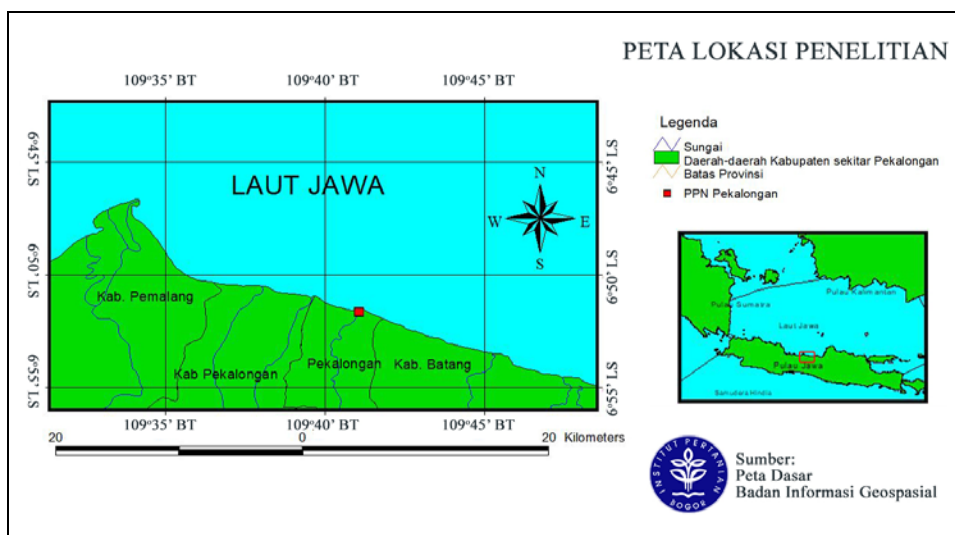 PETA LOKASI PENELITIAN
109°35' BT
109°40' BT
109°45' BT
6°45' LS
6°45' LS
LAUT JAWA
N
W
E
S
6°50' LS
6°50' LS
Kab. Pemalang
Kab Pekalongan
Pekalongan
Kab. Batang
6°55' LS
6°55' LS
109°35' BT
109°40' BT
109°45' BT
20
0
20
Kilometers
Legenda
Sungai
Daerah-daerah Kabupaten sekitar Pekalongan
Batas Provinsi
PPN Pekalongan
Pulau Kalimantan
Pulau Sumatra
Laut Jawa
Pulau Jawa
Samudera Hindia
INSTITUT PERTANIAN
BOGOR
Sumber:
Peta Dasar
Badan Informasi Geospasial